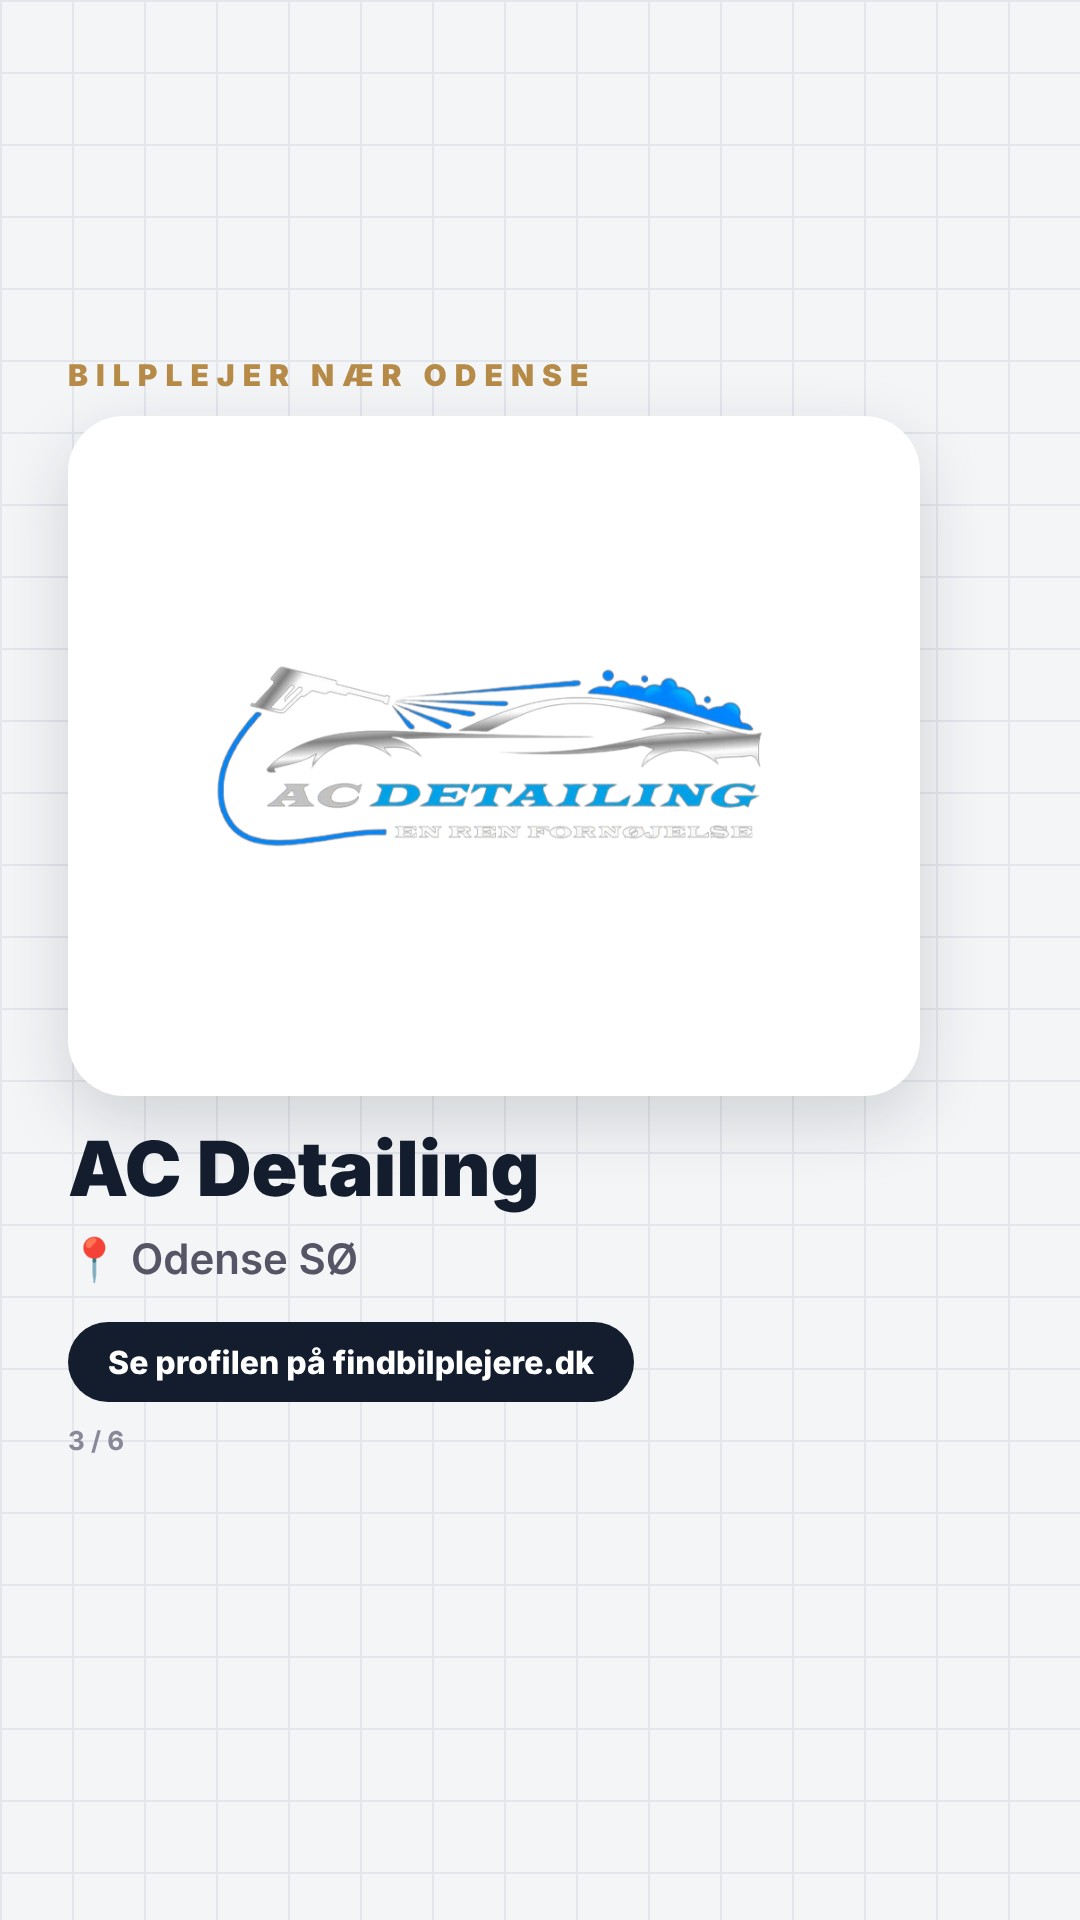 BILPLEJER NÆR ODENSE
AC DETAILING
EN REN FORNØJELSE
AC Detailing
📍 Odense SØ
Se profilen på findbilplejere.dk
3 / 6